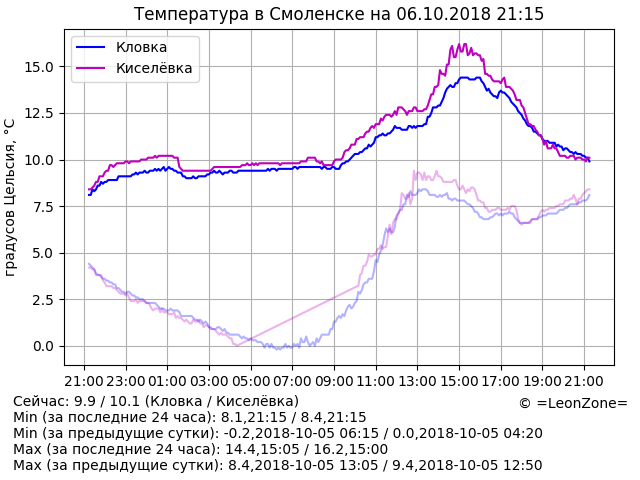 Температура в Смоленске на 06.10.2018 21:15
Кловка
Киселёвка
градусов Цельсия, °C
15.0
12.5
10.0
7.5
5.0
2.5
0.0
21:00 23:00 01:00 03:00 05:00 07:00 09:00 11:00 13:00 15:00 17:00 19:00 21:00
Сейчас: 9.9 / 10.1 (Кловка / Киселёвка)
© =LeonZone=
Min (за последние 24 часа): 8.1,21:15 / 8.4,21:15
Min (за предыдущие сутки): -0.2,2018-10-05 06:15 / 0.0,2018-10-05 04:20
Max (за последние 24 часа): 14.4,15:05 / 16.2,15:00
Max (за предыдущие сутки): 8.4,2018-10-05 13:05 / 9.4,2018-10-05 12:50